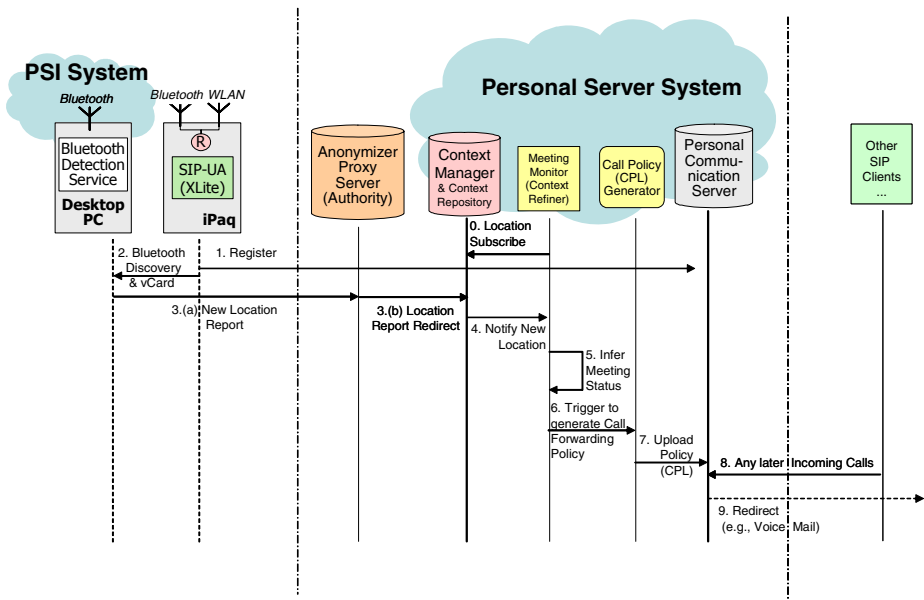 PSI System
Bluetooth
Bluetooth WLAN
Bluetooth
Detection
Service
Desktop
PC
R
SIP-UA
(XLite)
iPaq
Personal Server System
Anonymizer
Proxy
Server
(Authority)
Context
Manager
& Context
Repository
Meeting
Monitor
(Context
Refiner)
Call Policy
(CPL)
Generator
Personal
Commu-
nication
Server
Other
SIP
Clients
...
0. Location
Subscribe
1. Register
2. Bluetooth
Discovery
& vCard
3.(a) New Location
Report
3.(b) Location
Report Redirect
4. Notify New
Location
5. Infer
Meeting
Status
6. Trigger to
generate Call
Forwarding
Policy
7. Upload
Policy
(CPL)
8. Any later Incoming Calls
9. Redirect
(e.g., Voice Mail)